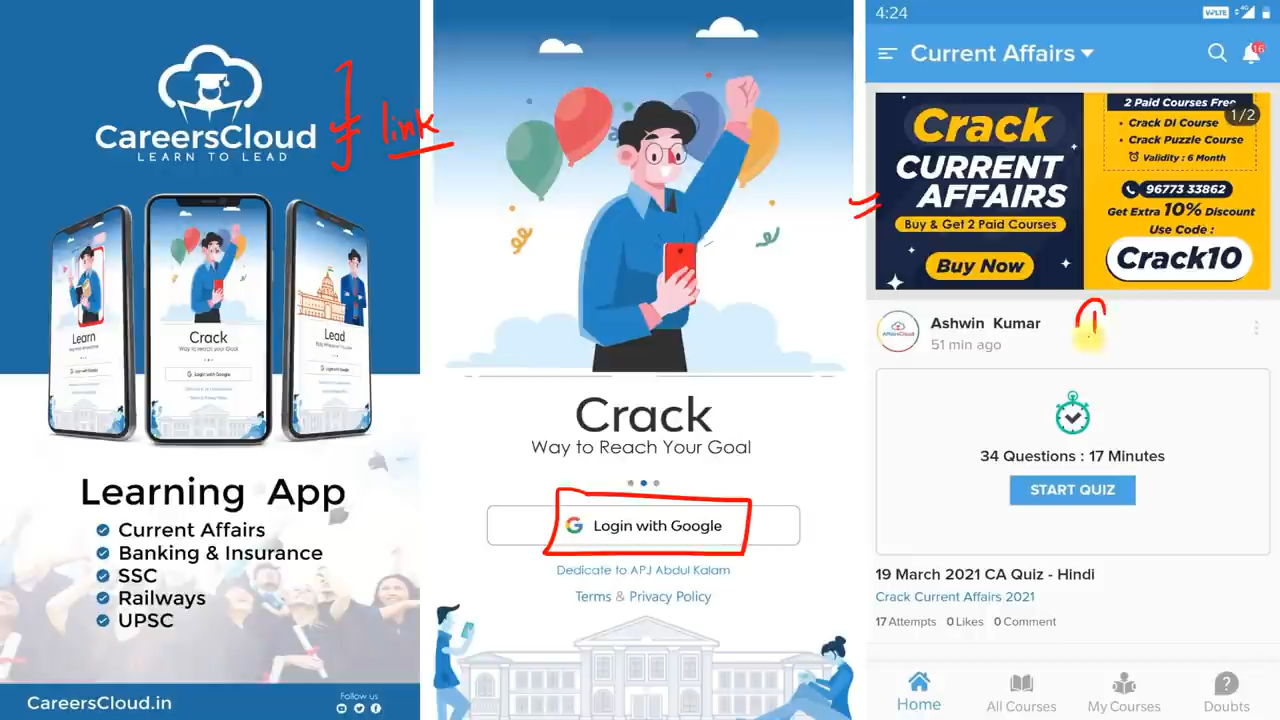 CareersCloud
LEARN TO LEAD
link
Learn
Crack
Way to Reach your Goal
Login with Google
Lead
Login with Google
Learning App
Current Affairs
Banking & Insurance
SSC
Railways
UPSC
CareersCloud.in
Follow us
Crack
Way to Reach Your Goal
Login with Google
Dedicate to APJ Abdul Kalam
Terms & Privacy Policy
4:24
VoLTE
4G
Current Affairs
16
Crack
CURRENT
AFFAIRS
Buy & Get 2 Paid Courses
Buy Now
2 Paid Courses Free
1/2
• Crack DI Course
• Crack Puzzle Course
Validity : 6 Month
96773 33862
Get Extra 10% Discount
Use Code :
Crack10
AffairsCloud
Ashwin Kumar
51 min ago
34 Questions : 17 Minutes
START QUIZ
19 March 2021 CA Quiz - Hindi
Crack Current Affairs 2021
17 Attempts 0 Likes 0 Comment
Home
All Courses
My Courses
Doubts